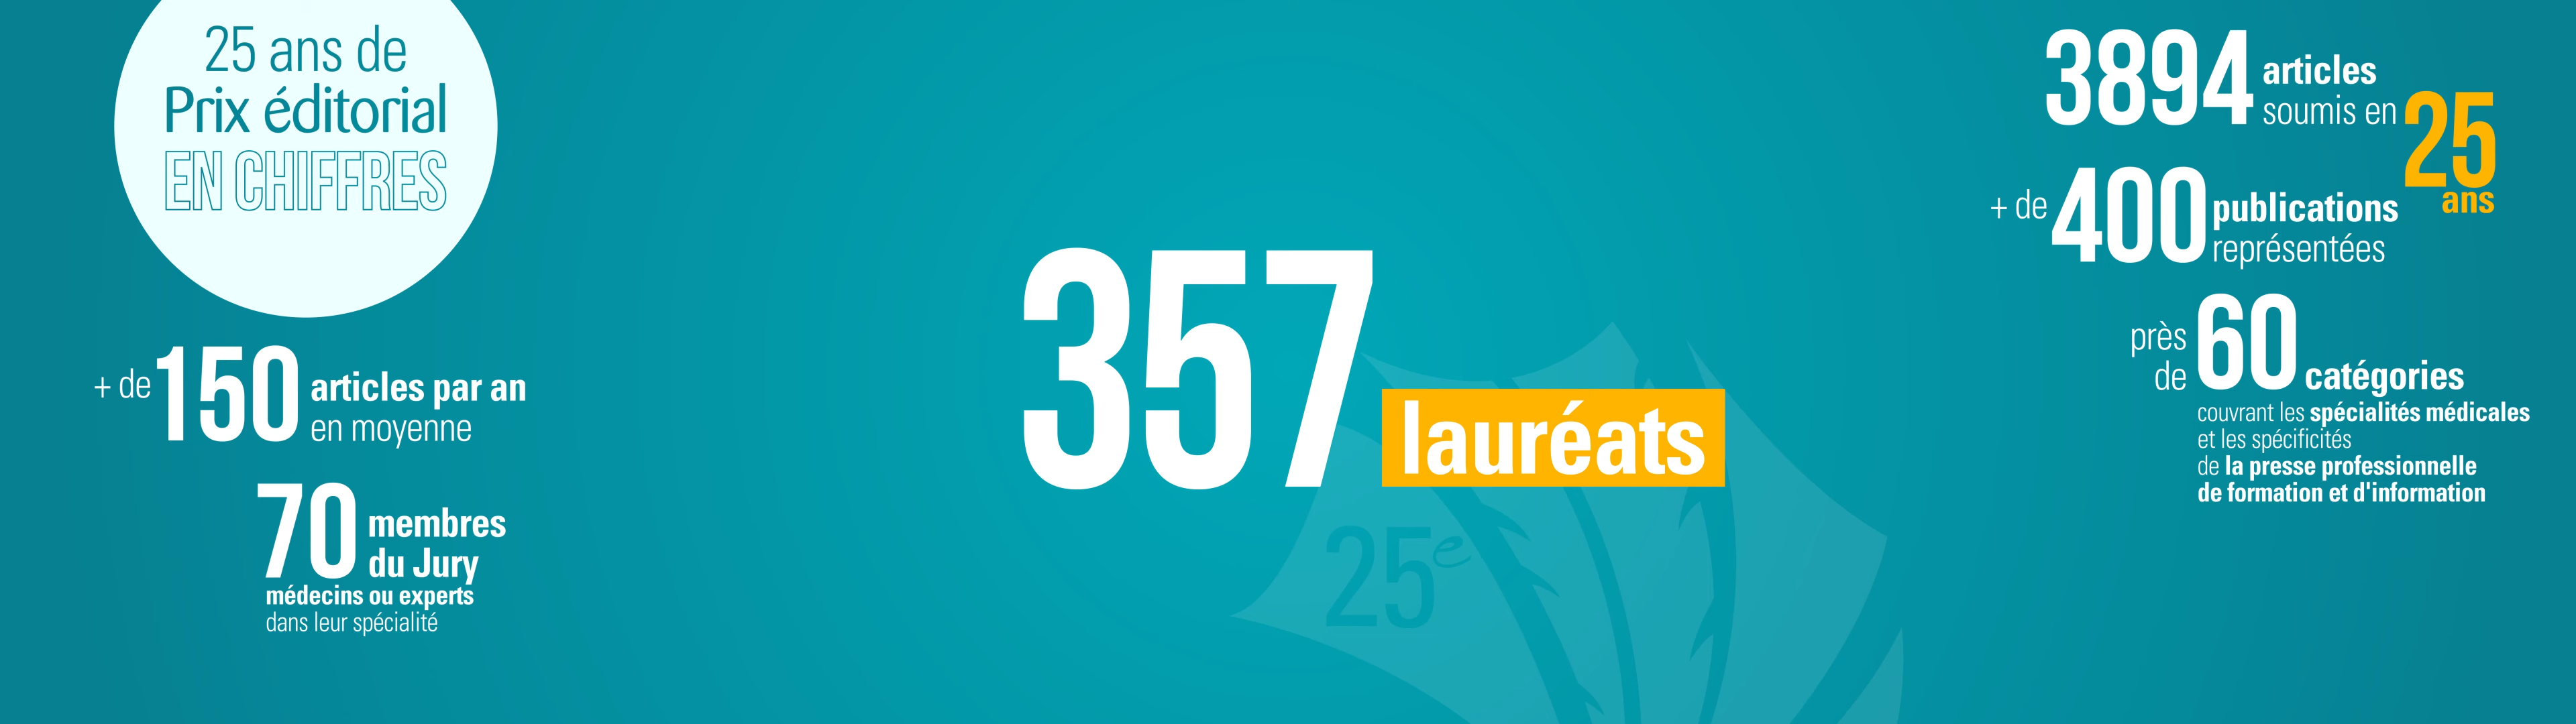 25 ans de
Prix éditorial
EN CHIFFRES
+ de 150 articles par an
en moyenne
70 membres
du Jury
médecins ou experts
dans leur spécialité
357 lauréats
25e
3894 articles
soumis en 25
ans
+ de 400 publications
représentées
près
de 60 catégories
couvrant les spécialités médicales
et les spécificités
de la presse professionnelle
de formation et d'information